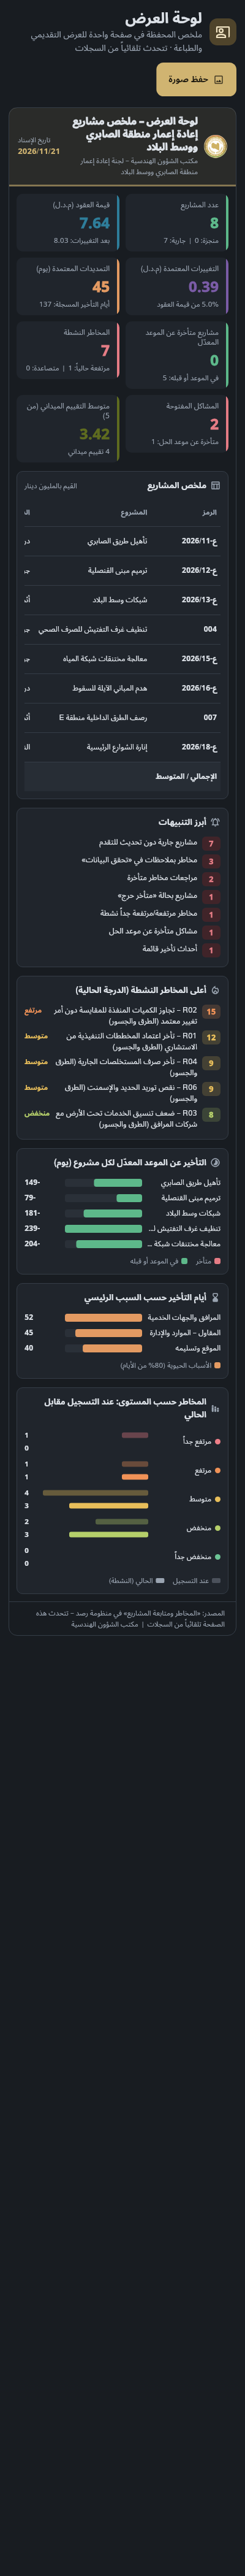 لوحة العرض
ملخص المحفظة في صفحة واحدة للعرض التقديمي
والطباعة · تتحدث تلقائياً من السجلات
حفظ صورة
لوحة العرض – ملخص مشاريع
إعادة إعمار منطقة الصابري
ووسط البلاد
مكتب الشؤون الهندسية – لجنة إعادة إعمار
منطقة الصابري ووسط البلاد
تاريخ الإسناد
2026/11/21
عدد المشاريع
8
منجزة: 0 | جارية: 7
قيمة العقود (م.د.ل)
7.64
بعد التغييرات: 8.03
التغييرات المعتمدة (م.د.ل)
0.39
5.0% من قيمة العقود
التمديدات المعتمدة (يوم)
45
أيام التأخير المسجلة: 137
مشاريع متأخرة عن الموعد
المعدّل
0
في الموعد أو قبله: 5
المخاطر النشطة
7
مرتفعة حالياً: 1 | متصاعدة: 0
المشاكل المفتوحة
2
متأخرة عن موعد الحل: 1
متوسط التقييم الميداني (من
5)
3.42
4 تقييم ميداني
ملخص المشاريع
القيم بالمليون دينار
الرمز
المشروع
ع-2026/11
تأهيل طريق الصابري
ع-2026/12
ترميم مبنى القنصلية
ع-2026/13
شبكات وسط البلاد
004
تنظيف غرف التفتيش للصرف الصحي
ع-2026/15
معالجة مختنقات شبكة المياه
ع-2026/16
هدم المباني الآيلة للسقوط
007
رصف الطرق الداخلية منطقة E
ع-2026/18
إنارة الشوارع الرئيسية
الإجمالي / المتوسط
أبرز التنبيهات
7 مشاريع جارية دون تحديث للتقدم
3 مخاطر بملاحظات في «تحقق البيانات»
2 مراجعات مخاطر متأخرة
1 مشاريع بحالة «متأخر حرج»
1 مخاطر مرتفعة/مرتفعة جداً نشطة
1 مشاكل متأخرة عن موعد الحل
1 أحداث تأخير قائمة
أعلى المخاطر النشطة (الدرجة الحالية)
15 R02 – تجاوز الكميات المنفذة للمقايسة دون أمر مرتفع
تغيير معتمد (الطرق والجسور)
12 R01 – تأخر اعتماد المخططات التنفيذية من متوسط
الاستشاري (الطرق والجسور)
9 R04 – تأخر صرف المستخلصات الجارية (الطرق متوسط
والجسور)
9 R06 – نقص توريد الحديد والإسمنت (الطرق متوسط
والجسور)
8 R03 – ضعف تنسيق الخدمات تحت الأرض مع منخفض
شركات المرافق (الطرق والجسور)
التأخير عن الموعد المعدّل لكل مشروع (يوم)
تأهيل طريق الصابري -149
ترميم مبنى القنصلية -79
شبكات وسط البلاد -181
تنظيف غرف التفتيش ا... -239
معالجة مختنقات شبكة ... -204
متأخر
في الموعد أو قبله
أيام التأخير حسب السبب الرئيسي
المرافق والجهات الخدمية 52
المقاول – الموارد والإدارة 45
الموقع وتسليمه 40
الأسباب الحيوية (80% من الأيام)
المخاطر حسب المستوى: عند التسجيل مقابل
الحالي
مرتفع جداً
1
0
مرتفع
1
1
متوسط
4
3
منخفض
2
3
منخفض جداً
0
0
عند التسجيل
الحالي (النشطة)
المصدر: «المخاطر ومتابعة المشاريع» في منظومة رصد – تتحدث هذه
الصفحة تلقائياً من السجلات | مكتب الشؤون الهندسية